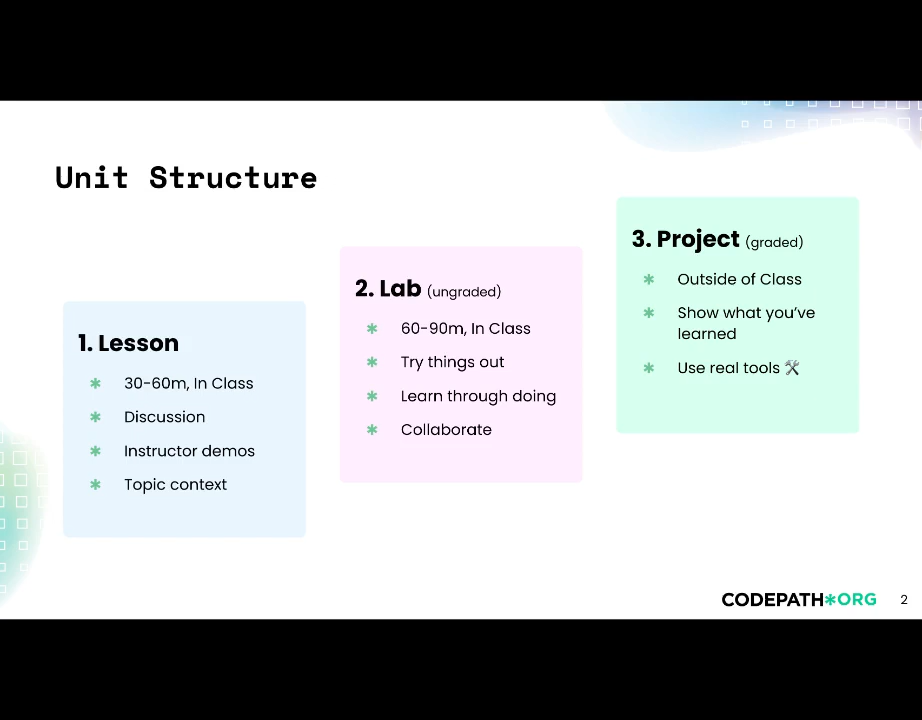 Unit Structure
1. Lesson
30-60m, In Class
Discussion
Instructor demos
Topic context
2. Lab (ungraded)
60-90m, In Class
Try things out
Learn through doing
Collaborate
3. Project (graded)
Outside of Class
Show what you’ve
learned
Use real tools 🛠
CODEPATH*ORG
2